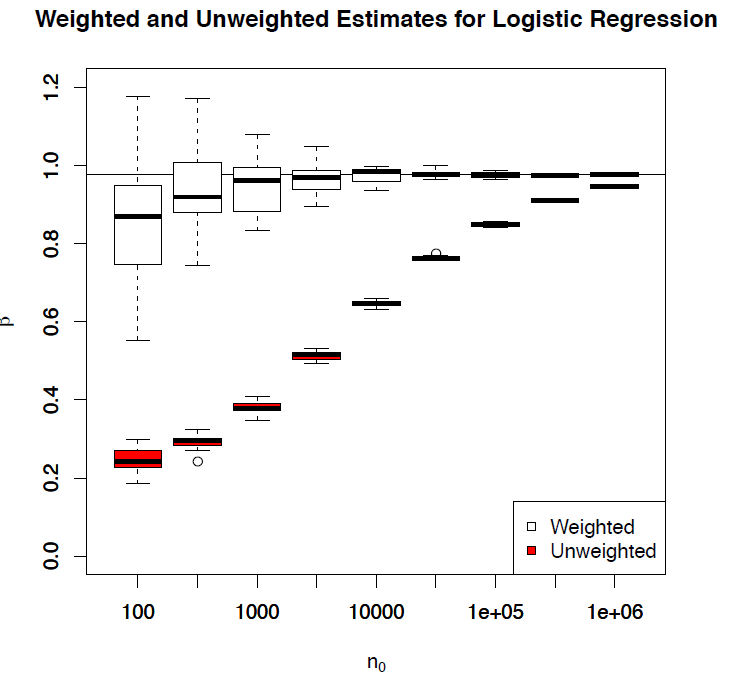 Weighted and Unweighted Estimates for Logistic Regression
1.2
1.0
0.8
0.6
0.4
0.2
0.0
β
Weighted
Unweighted
100 1000 10000 1e+05 1e+06
n₀